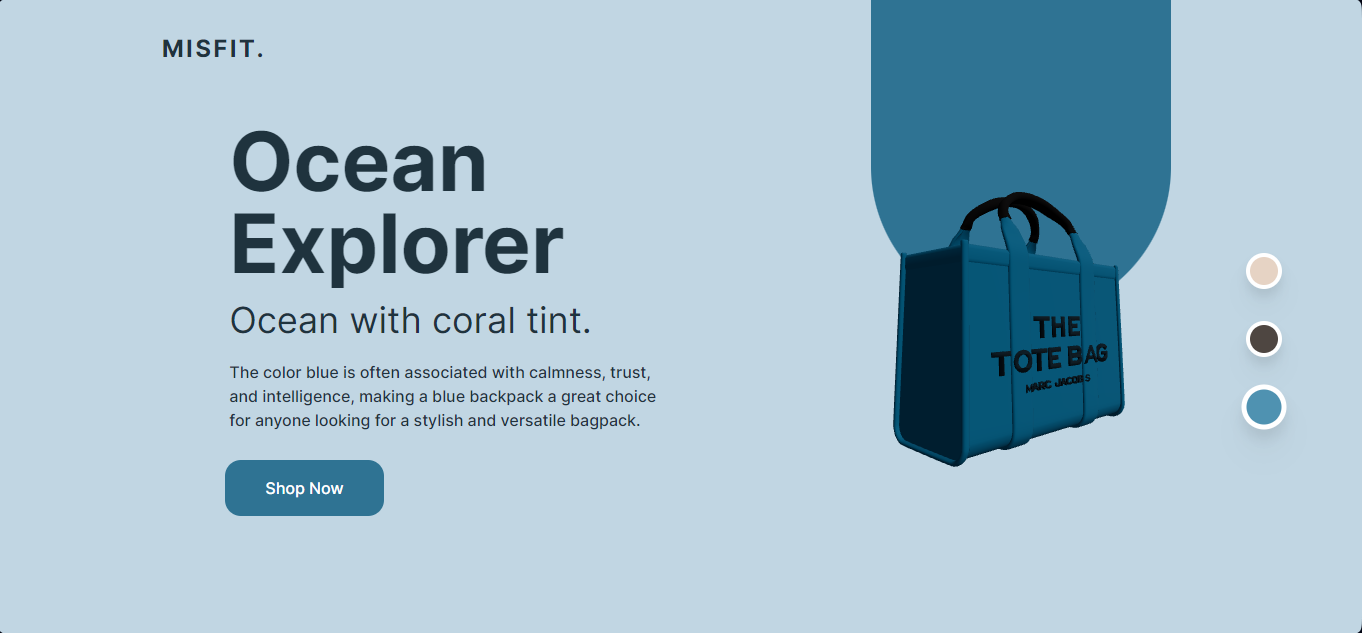 MISFIT.
Ocean
Explorer
Ocean with coral tint.
The color blue is often associated with calmness, trust,
and intelligence, making a blue backpack a great choice
for anyone looking for a stylish and versatile bagpack.
Shop Now
THE
TOTE BAG
MARC JACOBS